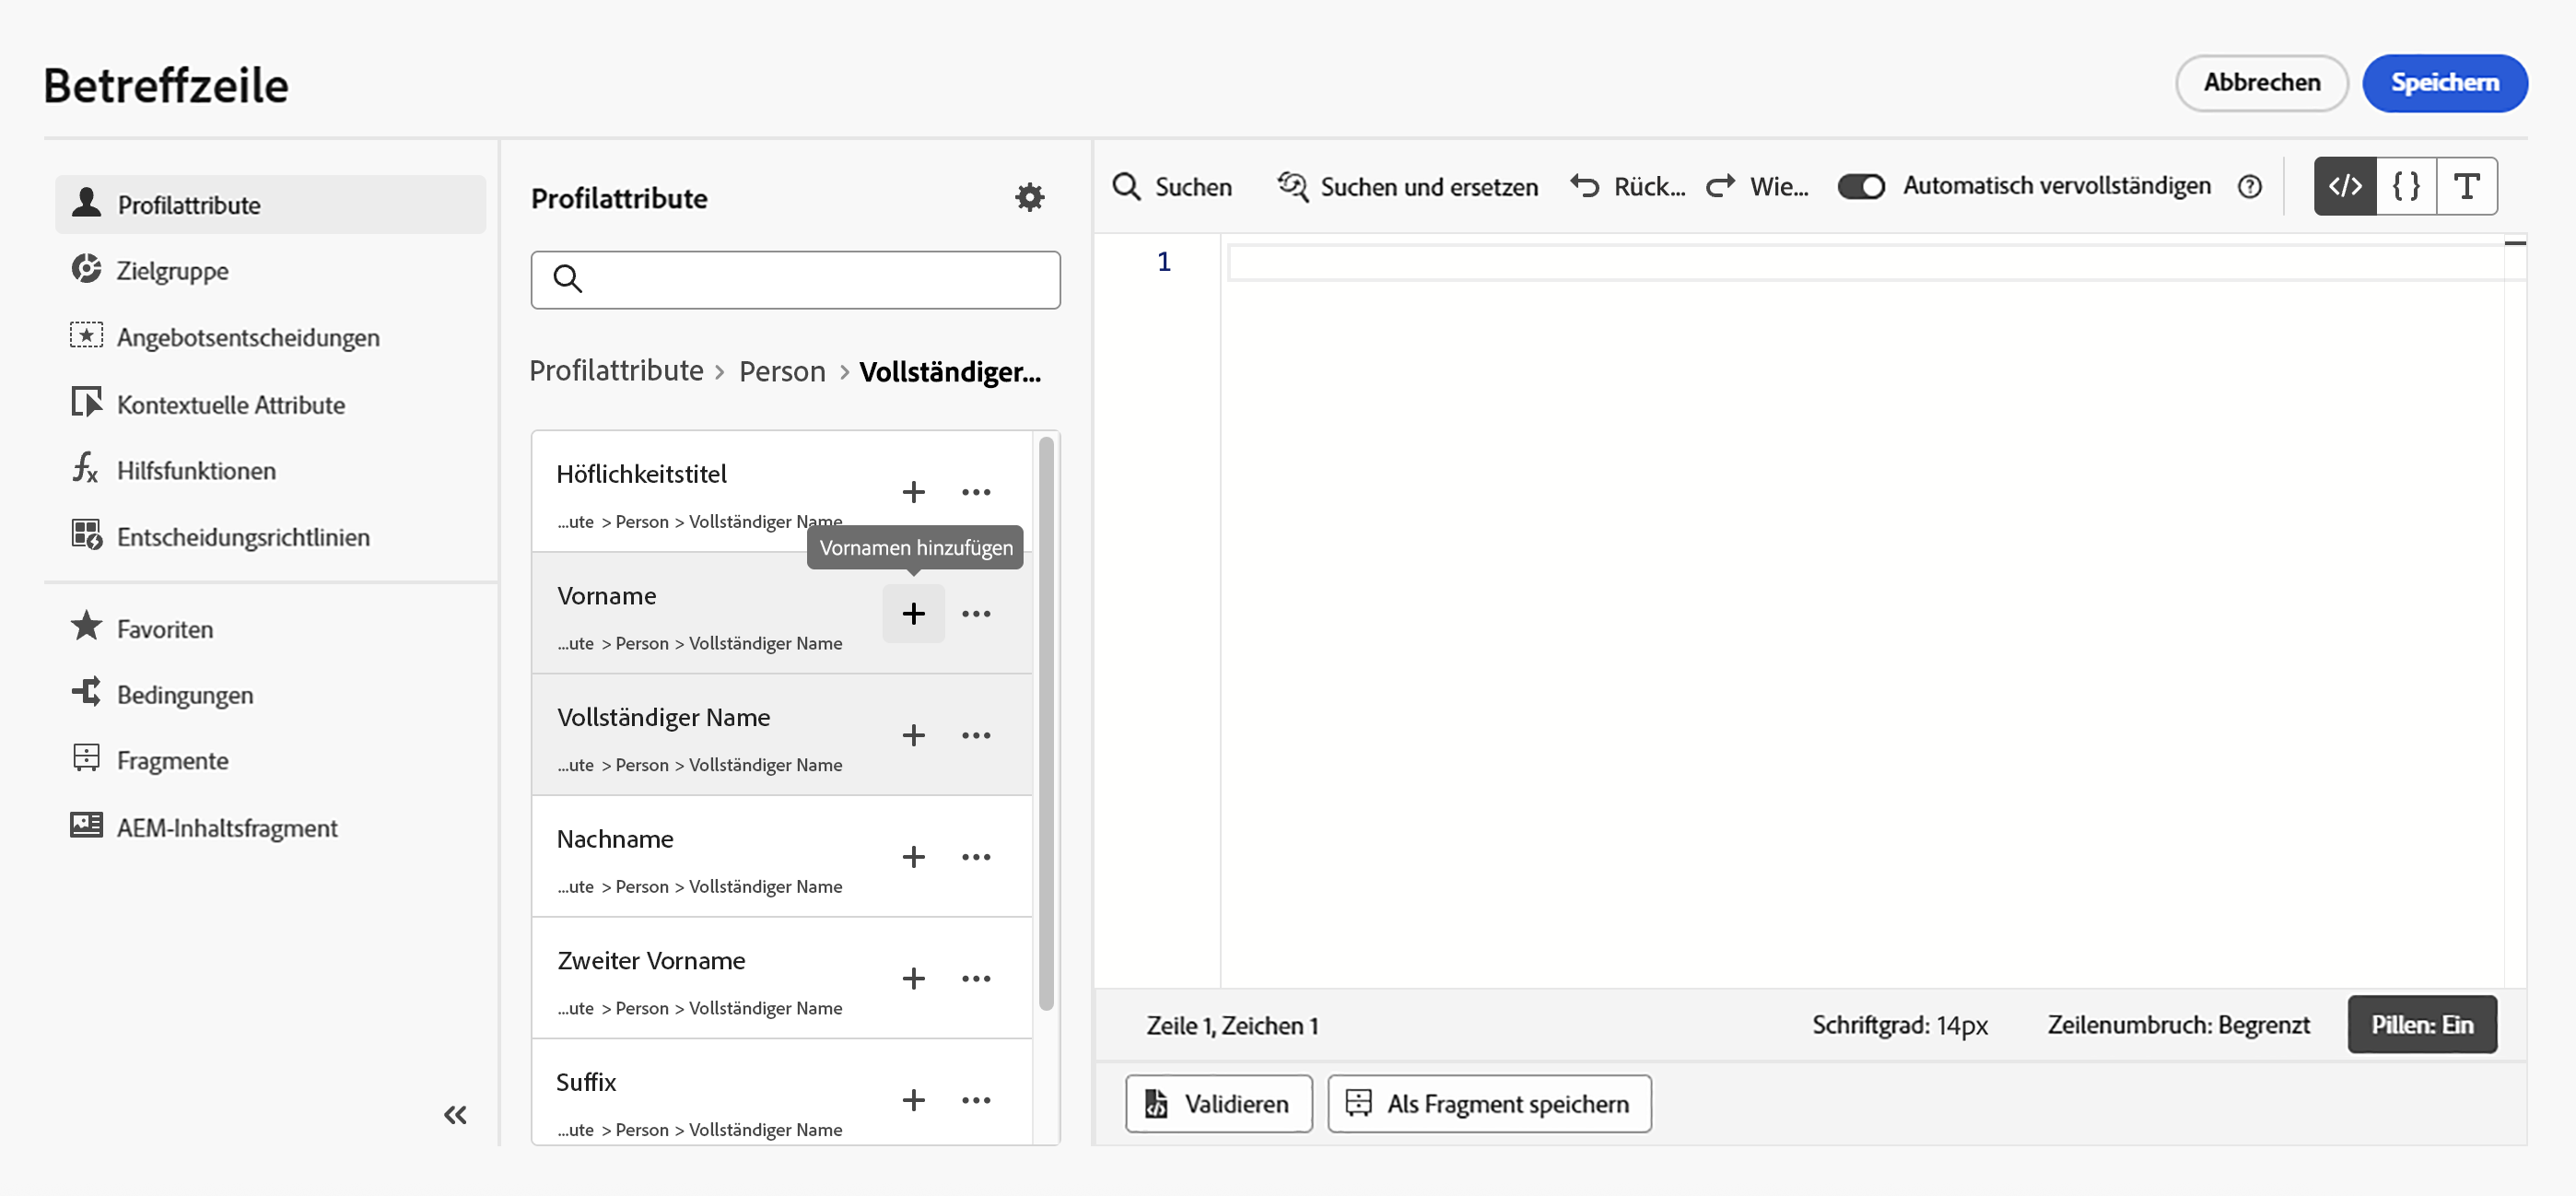 Betreffzeile
Abbrechen
Speichern
Profilattribute
Zielgruppe
Angebotsentscheidungen
Kontextuelle Attribute
Hilfsfunktionen
Entscheidungsrichtlinien
Favoriten
Bedingungen
Fragmente
AEM-Inhaltsfragment
Profilattribute
Profilattribute > Person > Vollständiger...
Höflichkeitstitel
...ute > Person > Vollständiger Name
Vornamen hinzufügen
Vorname
...ute > Person > Vollständiger Name
Vollständiger Name
...ute > Person > Vollständiger Name
Nachname
...ute > Person > Vollständiger Name
Zweiter Vorname
...ute > Person > Vollständiger Name
Suffix
...ute > Person > Vollständiger Name
Suchen Suchen und ersetzen Rück... Wie... Automatisch vervollständigen
1
Zeile 1, Zeichen 1 Schriftgrad: 14px Zeilenumbruch: Begrenzt Pillen: Ein
Validieren Als Fragment speichern